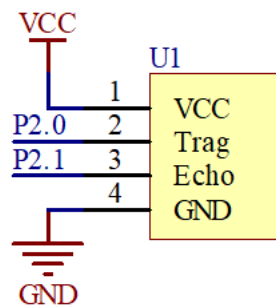 VCC
U1
1 VCC
P2.0 2 Trag
P2.1 3 Echo
4 GND
GND